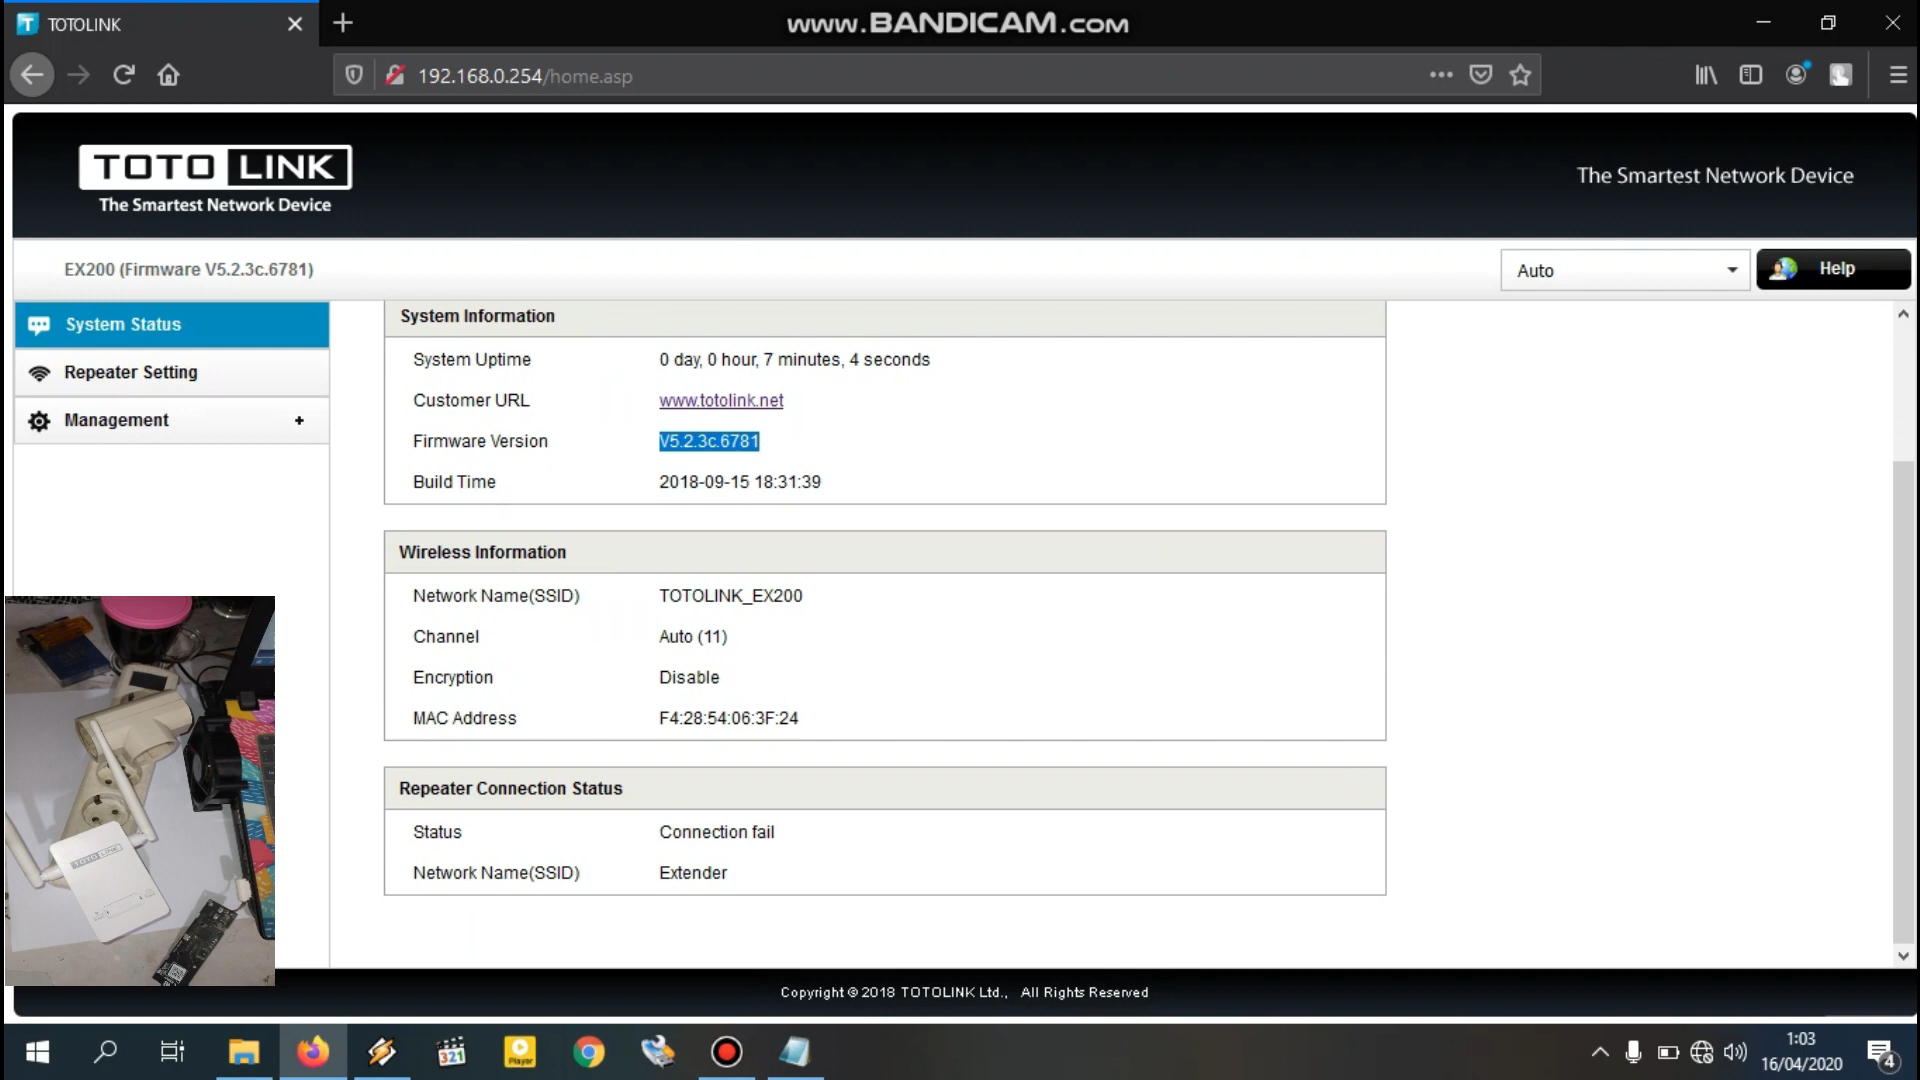 TOTOLINK
www.BANDICAM.com
192.168.0.254/home.asp
TOTO LINK
The Smartest Network Device
The Smartest Network Device
EX200 (Firmware V5.2.3c.6781)
Auto
Help
System Status
Repeater Setting
Management +
System Information
System Uptime 0 day, 0 hour, 7 minutes, 4 seconds
Customer URL www.totolink.net
Firmware Version V5.2.3c.6781
Build Time 2018-09-15 18:31:39
Wireless Information
Network Name(SSID) TOTOLINK_EX200
Channel Auto (11)
Encryption Disable
MAC Address F4:28:54:06:3F:24
Repeater Connection Status
Status Connection fail
Network Name(SSID) Extender
TOTO LINK
Copyright © 2018 TOTOLINK Ltd., All Rights Reserved
321
Player
1:03
16/04/2020
4